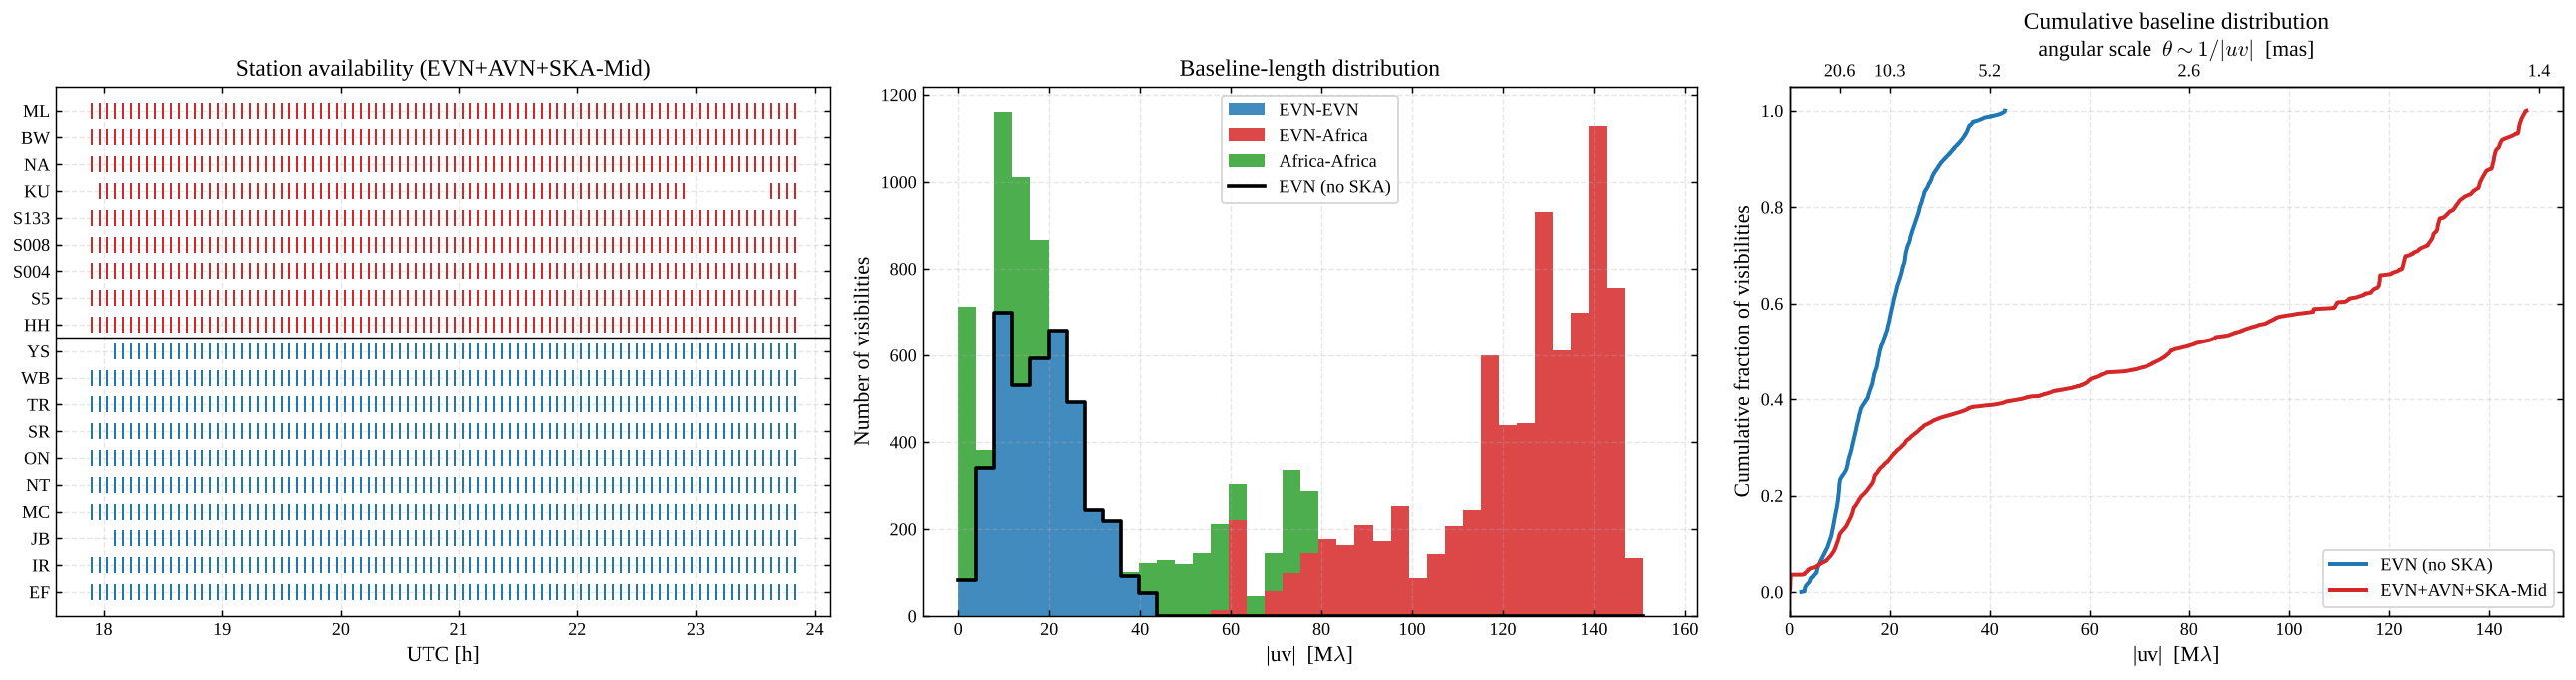 Station availability (EVN+AVN+SKA-Mid)
ML
BW
NA
KU
S133
S008
S004
S5
HH
YS
WB
TR
SR
ON
NT
MC
JB
IR
EF
18 19 20 21 22 23 24
UTC [h]
Baseline-length distribution
Number of visibilities
1200
1000
800
600
400
200
0
EVN-EVN
EVN-Africa
Africa-Africa
EVN (no SKA)
0 20 40 60 80 100 120 140 160
|uv| [Mλ]
Cumulative baseline distribution
angular scale θ ∼ 1/|uv| [mas]
20.6 10.3 5.2 2.6 1.4
Cumulative fraction of visibilities
1.0
0.8
0.6
0.4
0.2
0.0
EVN (no SKA)
EVN+AVN+SKA-Mid
0 20 40 60 80 100 120 140
|uv| [Mλ]